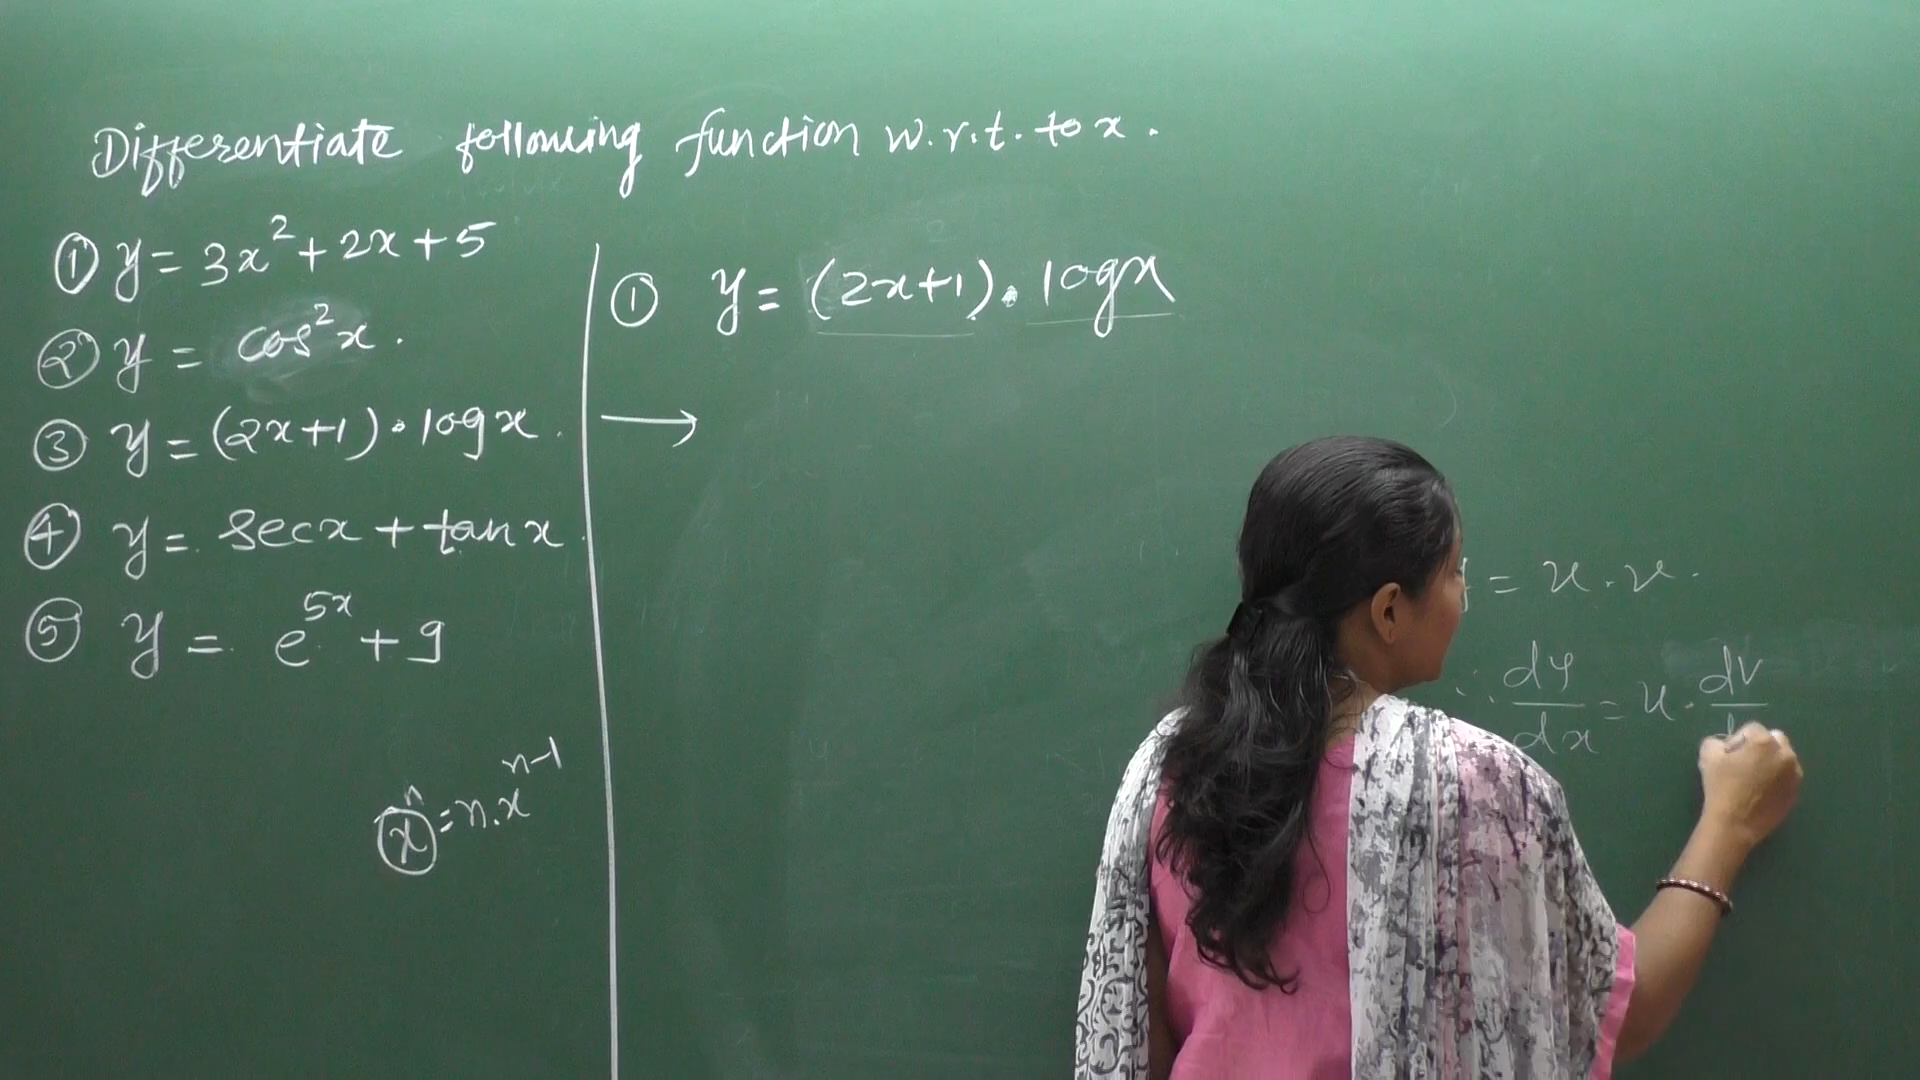 Differentiate following function w.r.t. to x.
① y = 3x² + 2x + 5
② y = cos²x.
③ y = (2x+1)•logx.
④ y = secx + tanx.
⑤ y = e^5x + 9
x^n = n.x^n-1
① y = (2x+1)•logx
→
= u.v.
∴ dy/dx = u.dv/